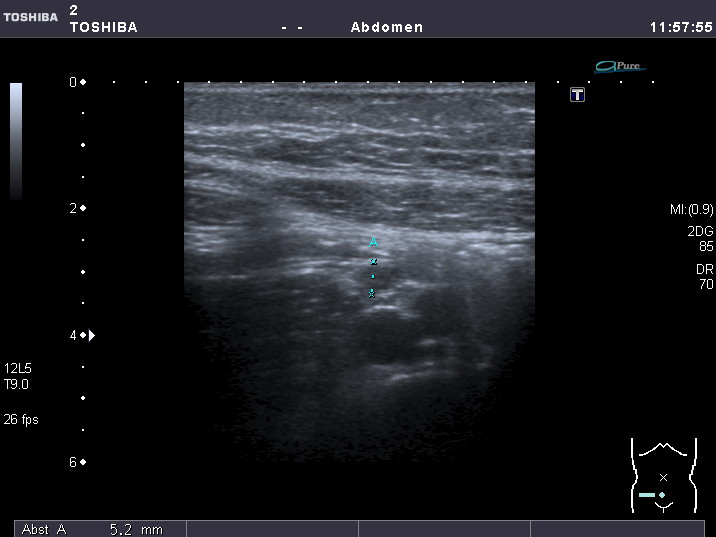 TOSHIBA
2
TOSHIBA - - Abdomen 11:57:55
Pure
T
0
2
4
6
A
MI:(0.9)
2DG
85
DR
70
12L5
T9.0
26 fps
Abst A 5.2 mm